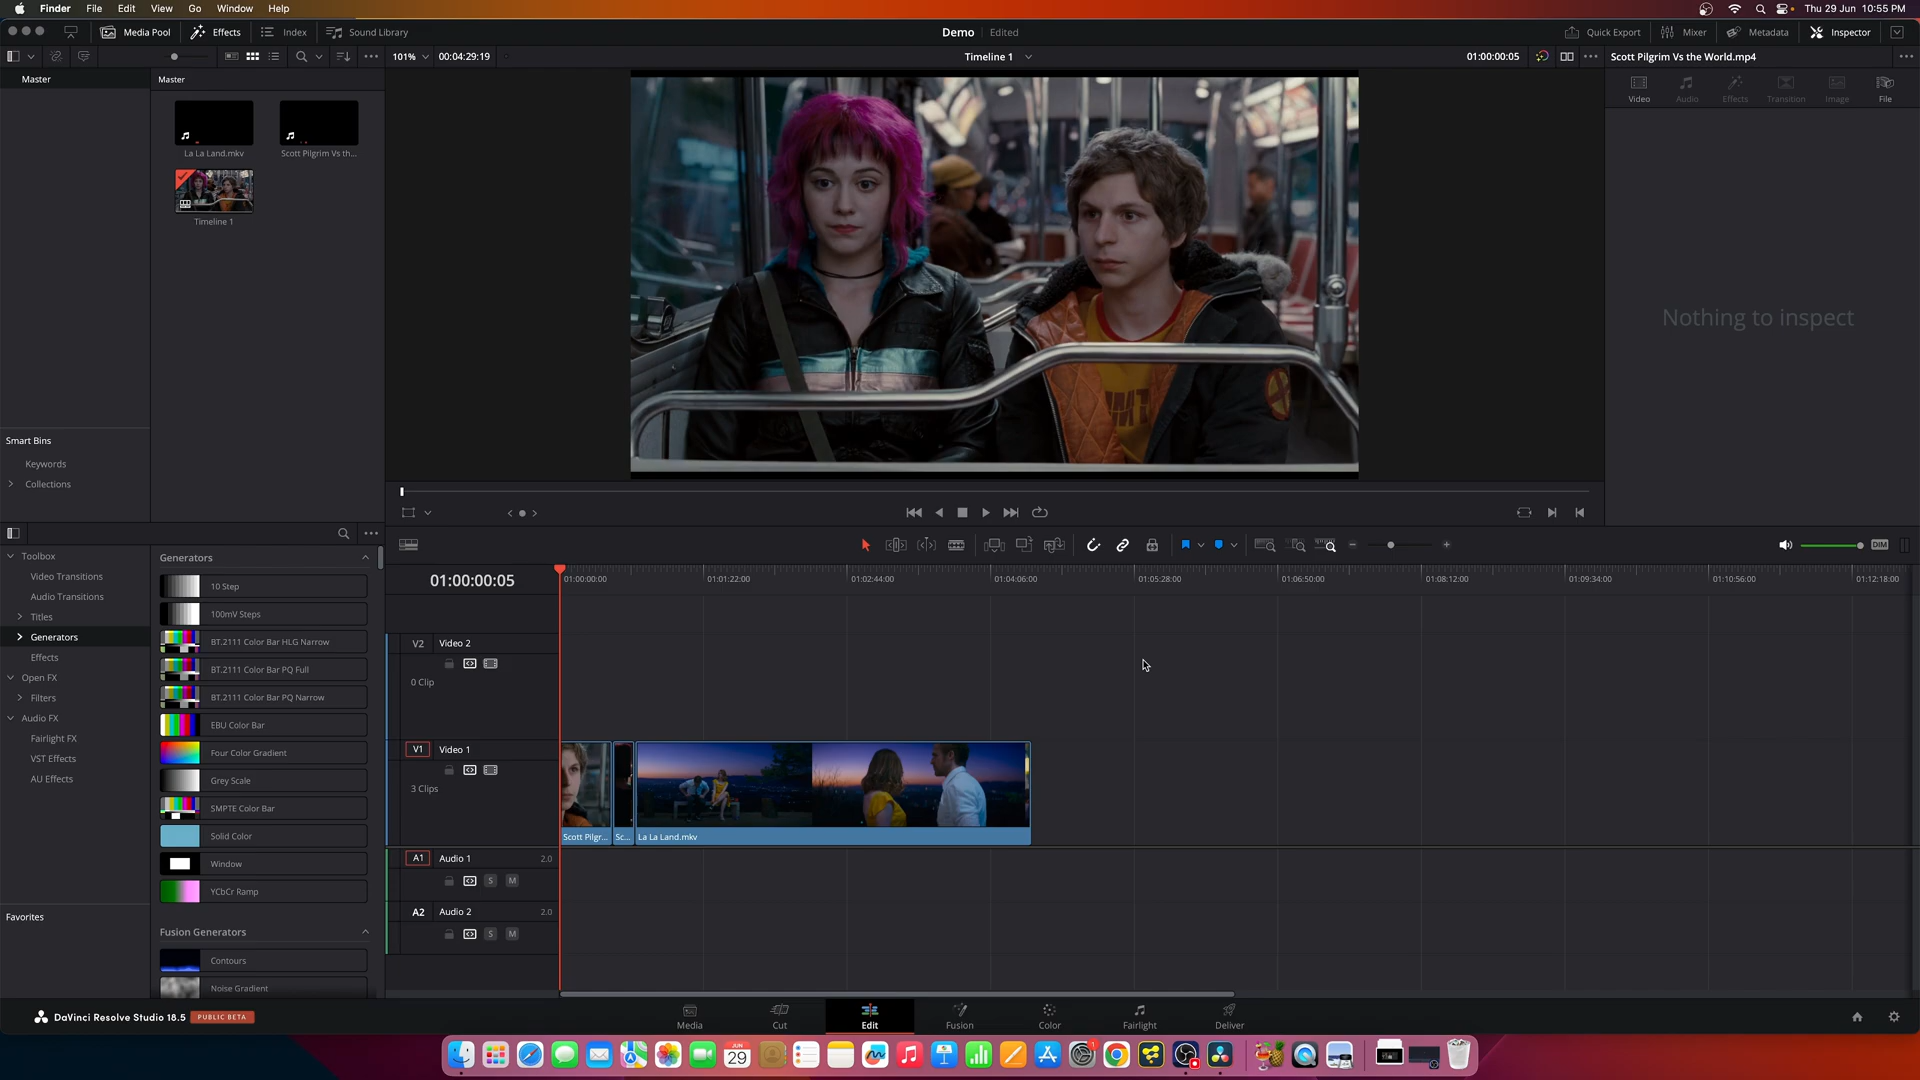 Finder File Edit View Go Window Help Thu 29 Jun 10:55 PM
Media Pool Effects Index Sound Library Demo Edited Quick Export Mixer Metadata Inspector
101% 00:04:29:19 Timeline 1 01:00:00:05 Scott Pilgrim Vs the World.mp4
Master Master
Video Audio Effects Transition Image File
La La Land.mkv Scott Pilgrim Vs th...
Timeline 1
Nothing to inspect
Smart Bins
Keywords
Collections
Toolbox
Video Transitions
Audio Transitions
Titles
Generators
Effects
Open FX
Filters
Audio FX
Fairlight FX
VST Effects
AU Effects
Favorites
Generators
10 Step
100mV Steps
BT.2111 Color Bar HLG Narrow
BT.2111 Color Bar PQ Full
BT.2111 Color Bar PQ Narrow
EBU Color Bar
Four Color Gradient
Grey Scale
SMPTE Color Bar
Solid Color
Window
YCbCr Ramp
Fusion Generators
Contours
Noise Gradient
DIM
01:00:00:05 01:00:00:00 01:01:22:00 01:02:44:00 01:04:06:00 01:05:28:00 01:06:50:00 01:08:12:00 01:09:34:00 01:10:56:00 01:12:18:00
V2 Video 2
0 Clip
V1 Video 1
3 Clips
Scott Pilgr... Sc... La La Land.mkv
A1 Audio 1 2.0
S M
A2 Audio 2 2.0
S M
DaVinci Resolve Studio 18.5 PUBLIC BETA
Media Cut Edit Fusion Color Fairlight Deliver
JUN
29
1